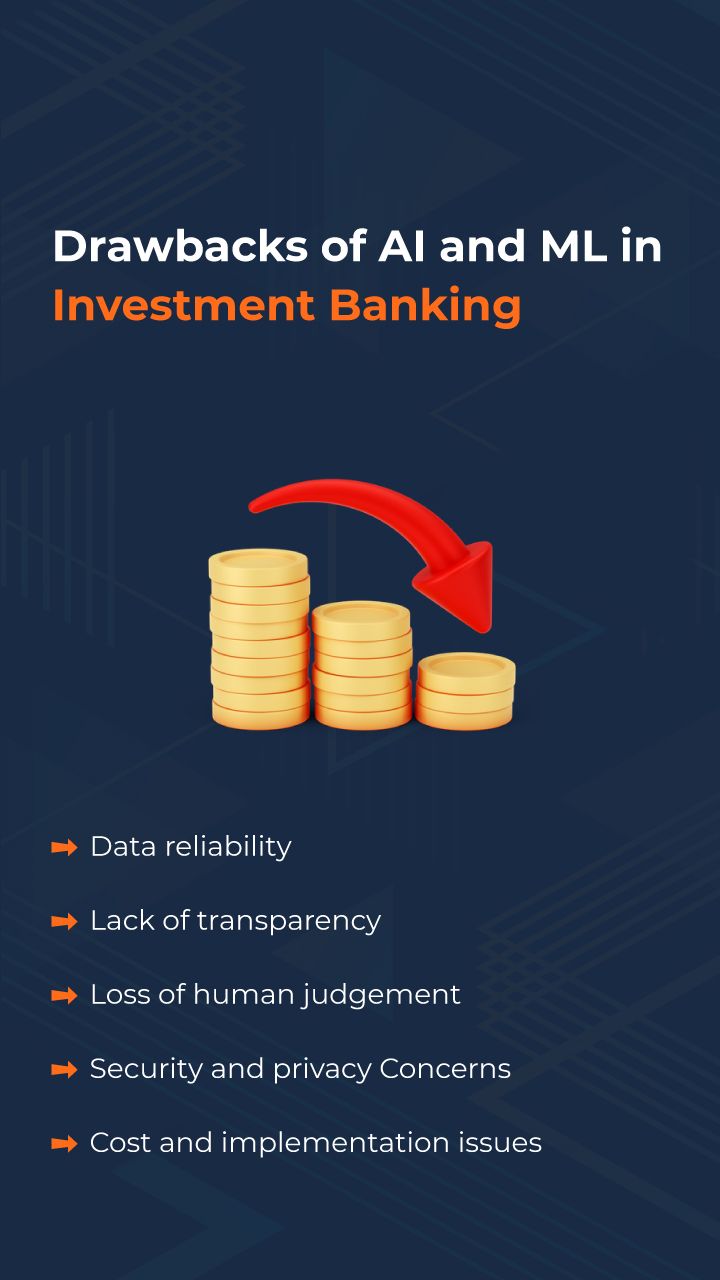 Drawbacks of AI and ML in
Investment Banking
Data reliability
Lack of transparency
Loss of human judgement
Security and privacy Concerns
Cost and implementation issues